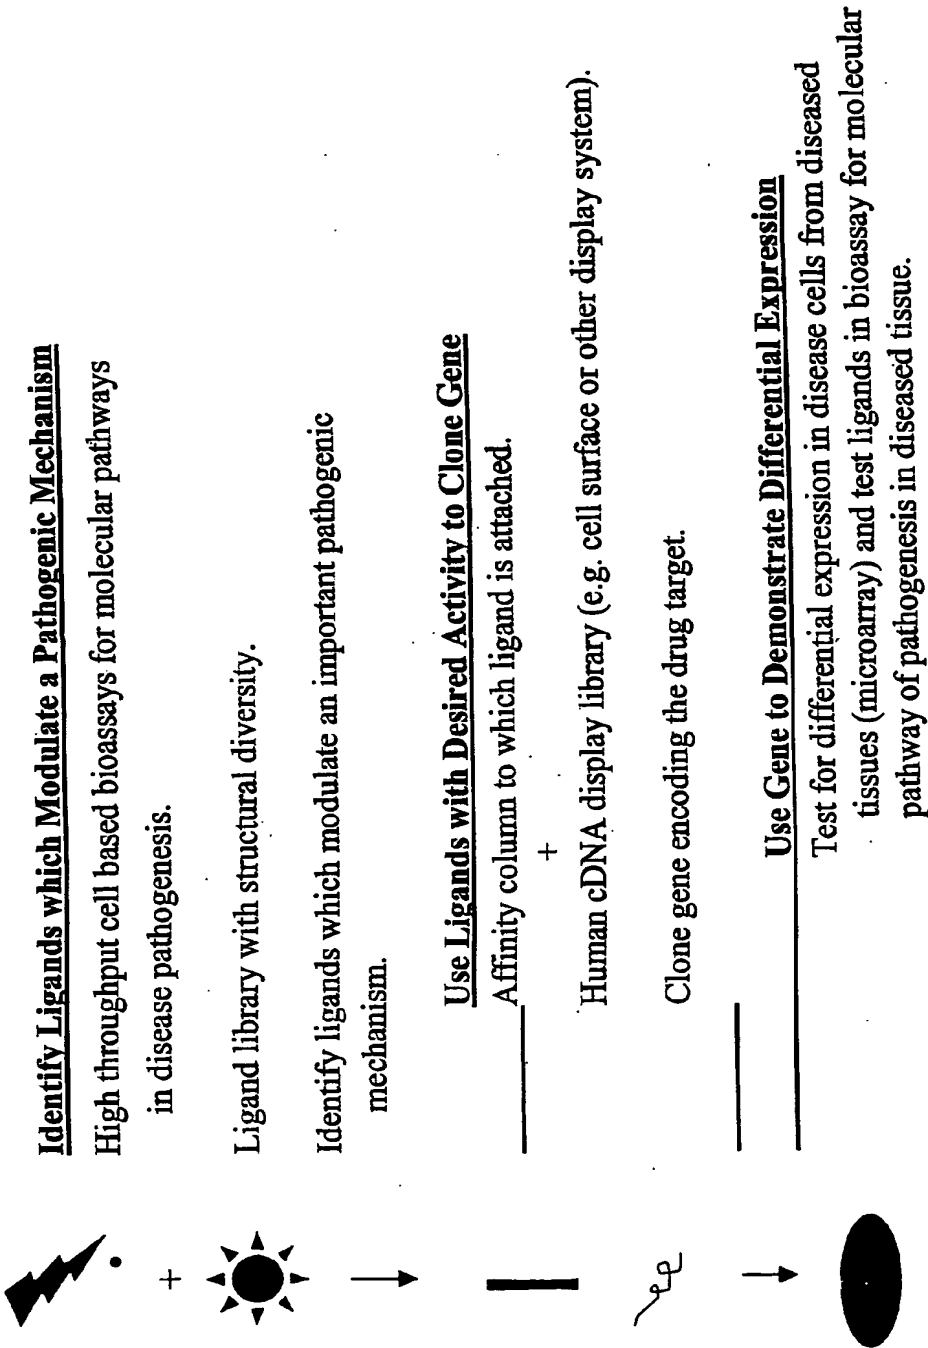 Identify Ligands which Modulate a Pathogenic Mechanism
High throughput cell based bioassays for molecular pathways
in disease pathogenesis.
+
Ligand library with structural diversity.
Identify ligands which modulate an important pathogenic
mechanism.
Use Ligands with Desired Activity to Clone Gene
Affinity column to which ligand is attached.
+
Human cDNA display library (e.g. cell surface or other display system).
Clone gene encoding the drug target.
Use Gene to Demonstrate Differential Expression
Test for differential expression in disease cells from diseased
tissues (microarray) and test ligands in bioassay for molecular
pathway of pathogenesis in diseased tissue.